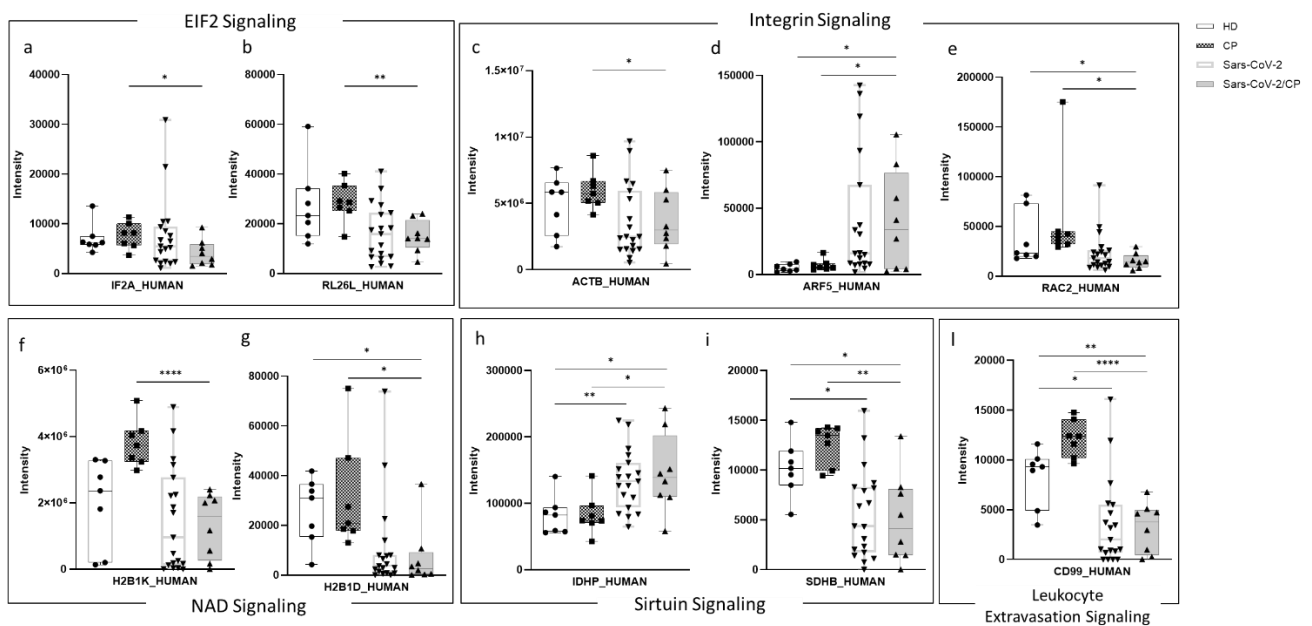 EIF2 Signaling
Integrin Signaling
HD
CP
Sars-CoV-2
Sars-CoV-2/CP
a
Intensity
40000
30000
20000
10000
0
*
IF2A_HUMAN
b
Intensity
80000
60000
40000
20000
0
**
RL26L_HUMAN
c
Intensity
1.5×10⁷
1×10⁷
5×10⁶
0
*
ACTB_HUMAN
d
Intensity
150000
100000
50000
0
*
*
ARF5_HUMAN
e
Intensity
200000
150000
100000
50000
0
*
*
RAC2_HUMAN
f
Intensity
6×10⁶
4×10⁶
2×10⁶
0
****
H2B1K_HUMAN
g
Intensity
80000
60000
40000
20000
0
*
*
H2B1D_HUMAN
NAD Signaling
h
Intensity
300000
200000
100000
0
*
*
**
IDHP_HUMAN
i
Intensity
20000
15000
10000
5000
0
*
**
*
SDHB_HUMAN
Sirtuin Signaling
l
Intensity
20000
15000
10000
5000
0
**
****
*
CD99_HUMAN
Leukocyte
Extravasation Signaling